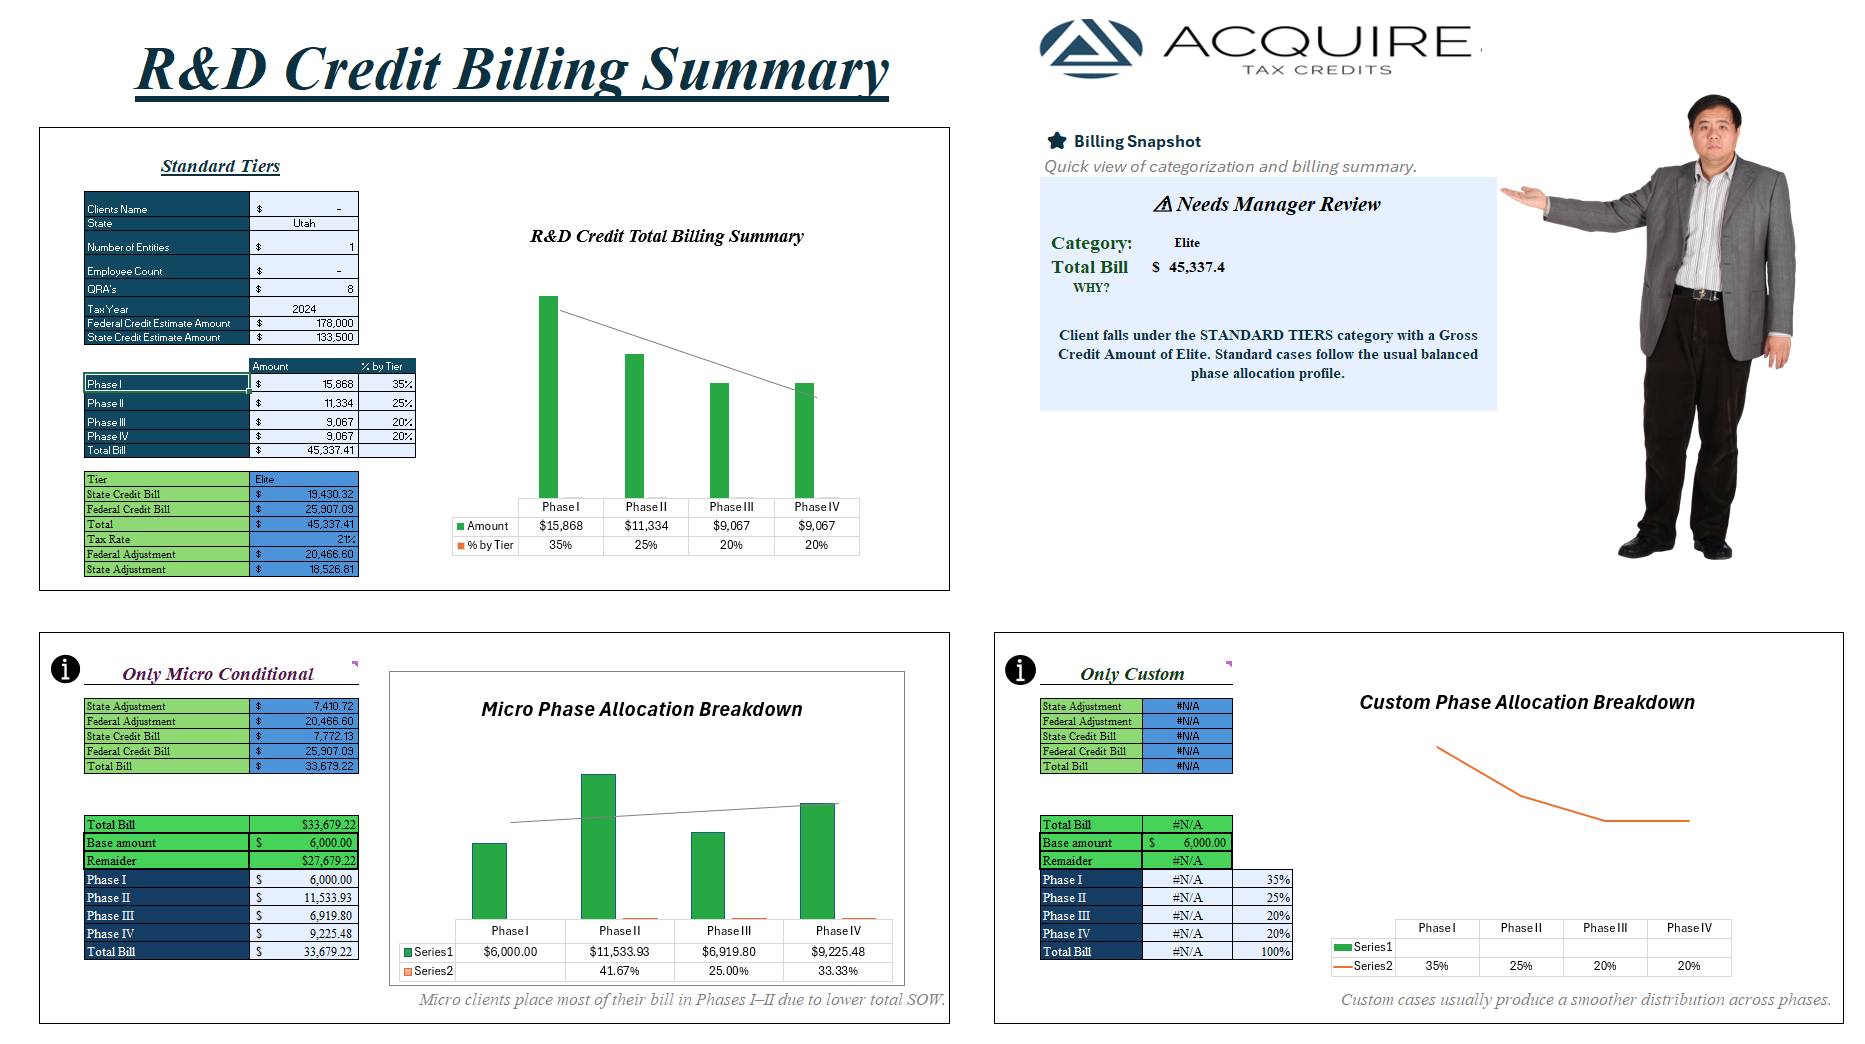 R&D Credit Billing Summary
ACQUIRE
TAX CREDITS
Standard Tiers
Clients Name $ -
State Utah
Number of Entities $ 1
Employee Count $ -
QRA's $ 8
Tax Year 2024
Federal Credit Estimate Amount $ 178,000
State Credit Estimate Amount $ 133,500
Amount % by Tier
Phase I $ 15,868 35%
Phase II $ 11,334 25%
Phase III $ 9,067 20%
Phase IV $ 9,067 20%
Total Bill $ 45,337.41
Tier Elite
State Credit Bill $ 19,430.32
Federal Credit Bill $ 25,907.09
Total $ 45,337.41
Tax Rate 21%
Federal Adjustment $ 20,466.60
State Adjustment $ 18,526.81
R&D Credit Total Billing Summary
Phase I Phase II Phase III Phase IV
Amount $15,868 $11,334 $9,067 $9,067
% by Tier 35% 25% 20% 20%
Billing Snapshot
Quick view of categorization and billing summary.
⚠ Needs Manager Review
Category: Elite
Total Bill $ 45,337.4
WHY?
Client falls under the STANDARD TIERS category with a Gross
Credit Amount of Elite. Standard cases follow the usual balanced
phase allocation profile.
Only Micro Conditional
State Adjustment $ 7,410.72
Federal Adjustment $ 20,466.60
State Credit Bill $ 7,772.13
Federal Credit Bill $ 25,907.09
Total Bill $ 33,679.22
Total Bill $33,679.22
Base amount $ 6,000.00
Remaider $27,679.22
Phase I $ 6,000.00
Phase II $ 11,533.93
Phase III $ 6,919.80
Phase IV $ 9,225.48
Total Bill $ 33,679.22
Micro Phase Allocation Breakdown
Phase I Phase II Phase III Phase IV
Series1 $6,000.00 $11,533.93 $6,919.80 $9,225.48
Series2 41.67% 25.00% 33.33%
Micro clients place most of their bill in Phases I–II due to lower total SOW.
Only Custom
State Adjustment #N/A
Federal Adjustment #N/A
State Credit Bill #N/A
Federal Credit Bill #N/A
Total Bill #N/A
Total Bill #N/A
Base amount $ 6,000.00
Remaider #N/A
Phase I #N/A 35%
Phase II #N/A 25%
Phase III #N/A 20%
Phase IV #N/A 20%
Total Bill #N/A 100%
Custom Phase Allocation Breakdown
Phase I Phase II Phase III Phase IV
Series1
Series2 35% 25% 20% 20%
Custom cases usually produce a smoother distribution across phases.